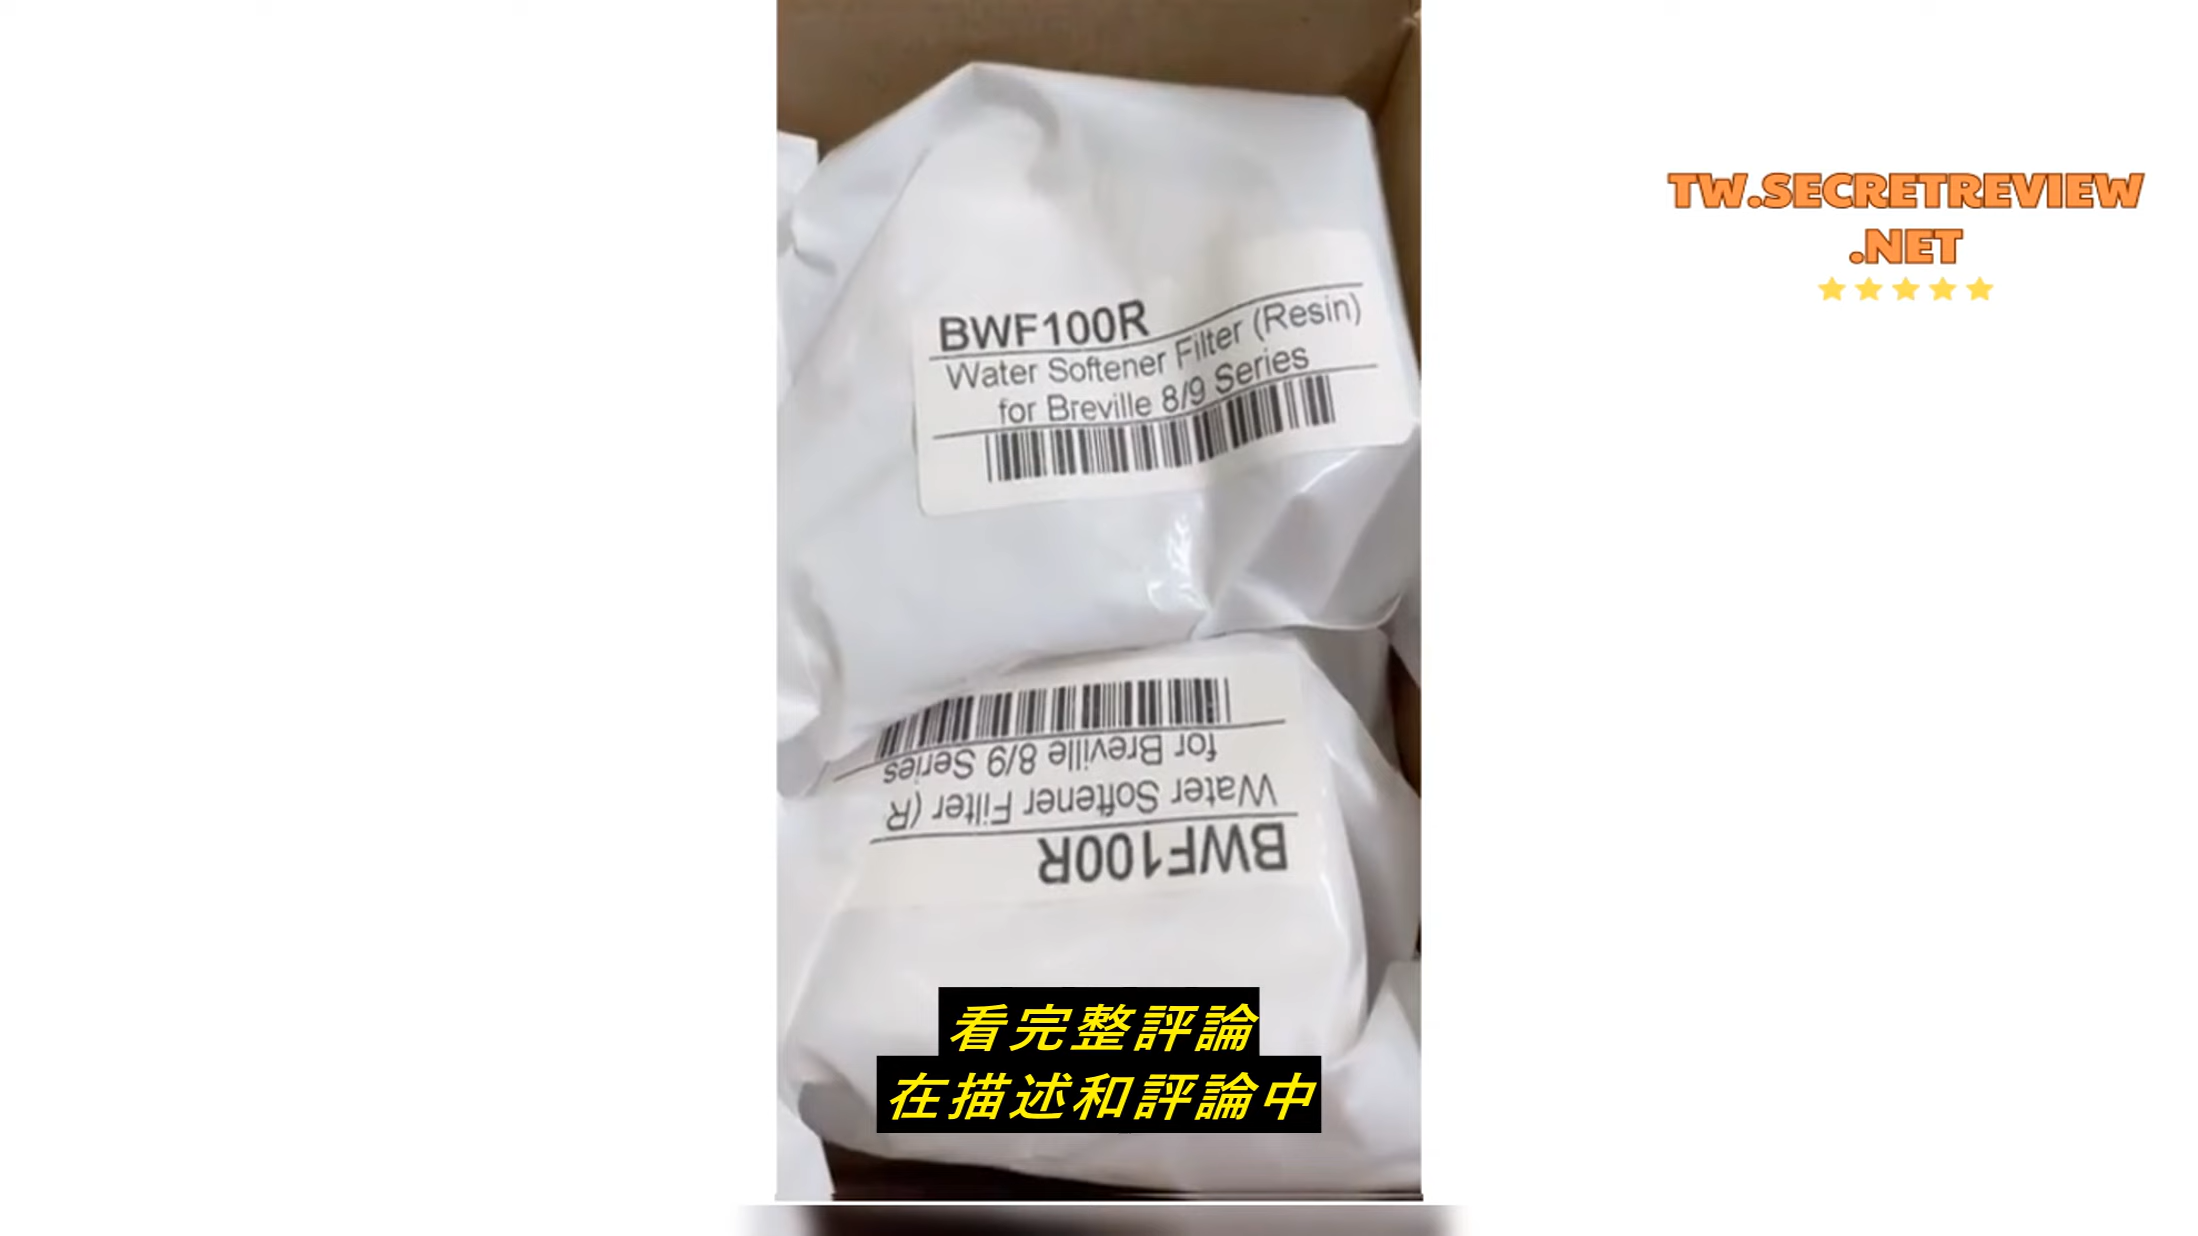 TW.SECRETREVIEW
.NET
BWF100R
Water Softener Filter (Resin)
for Breville 8/9 Series
BWF100R
Water Softener Filter (R
for Breville 8/9 Series
看完整評論
在描述和評論中